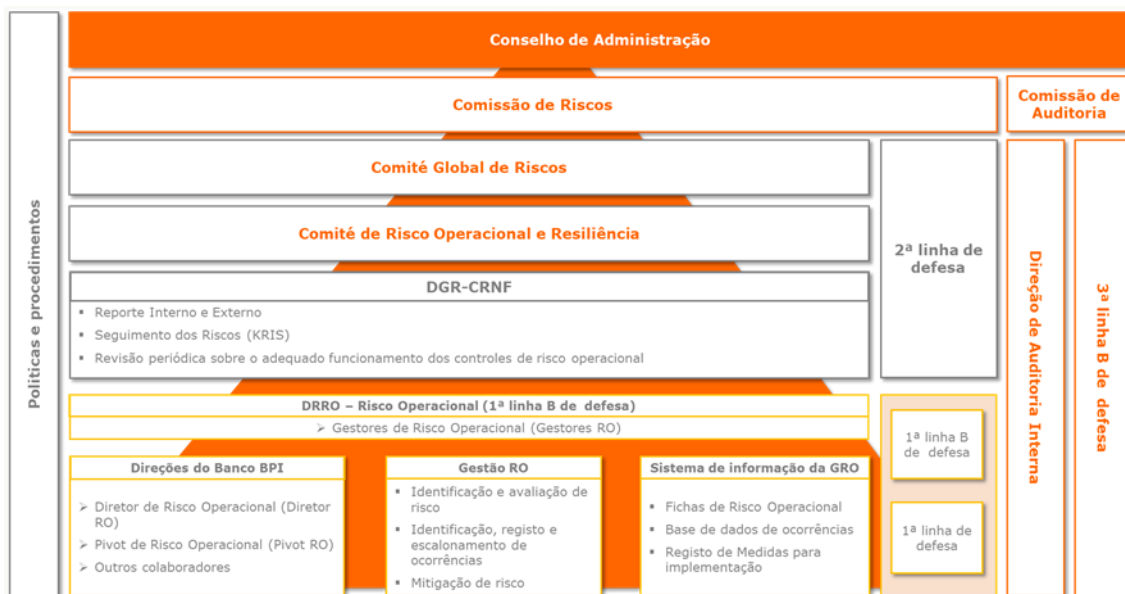 Conselho de Administração
Comissão de Riscos
Comissão de
Auditoria
Políticas e procedimentos
Comité Global de Riscos
Comité de Risco Operacional e Resiliência
2ª linha de
defesa
Direção de Auditoria Interna
3ª linha B de defesa
DGR-CRNF
▪ Reporte Interno e Externo
▪ Seguimento dos Riscos (KRIS)
▪ Revisão periódica sobre o adequado funcionamento dos controles de risco operacional
DRRO – Risco Operacional (1ª linha B de defesa)
➢ Gestores de Risco Operacional (Gestores RO)
1ª linha B
de defesa
Direções do Banco BPI
➢ Diretor de Risco Operacional (Diretor
RO)
➢ Pivot de Risco Operacional (Pivot RO)
➢ Outros colaboradores
Gestão RO
▪ Identificação e avaliação de
risco
▪ Identificação, registo e
escalonamento de
ocorrências
▪ Mitigação de risco
Sistema de informação da GRO
▪ Fichas de Risco Operacional
▪ Base de dados de ocorrências
▪ Registo de Medidas para
implementação
1ª linha de
defesa